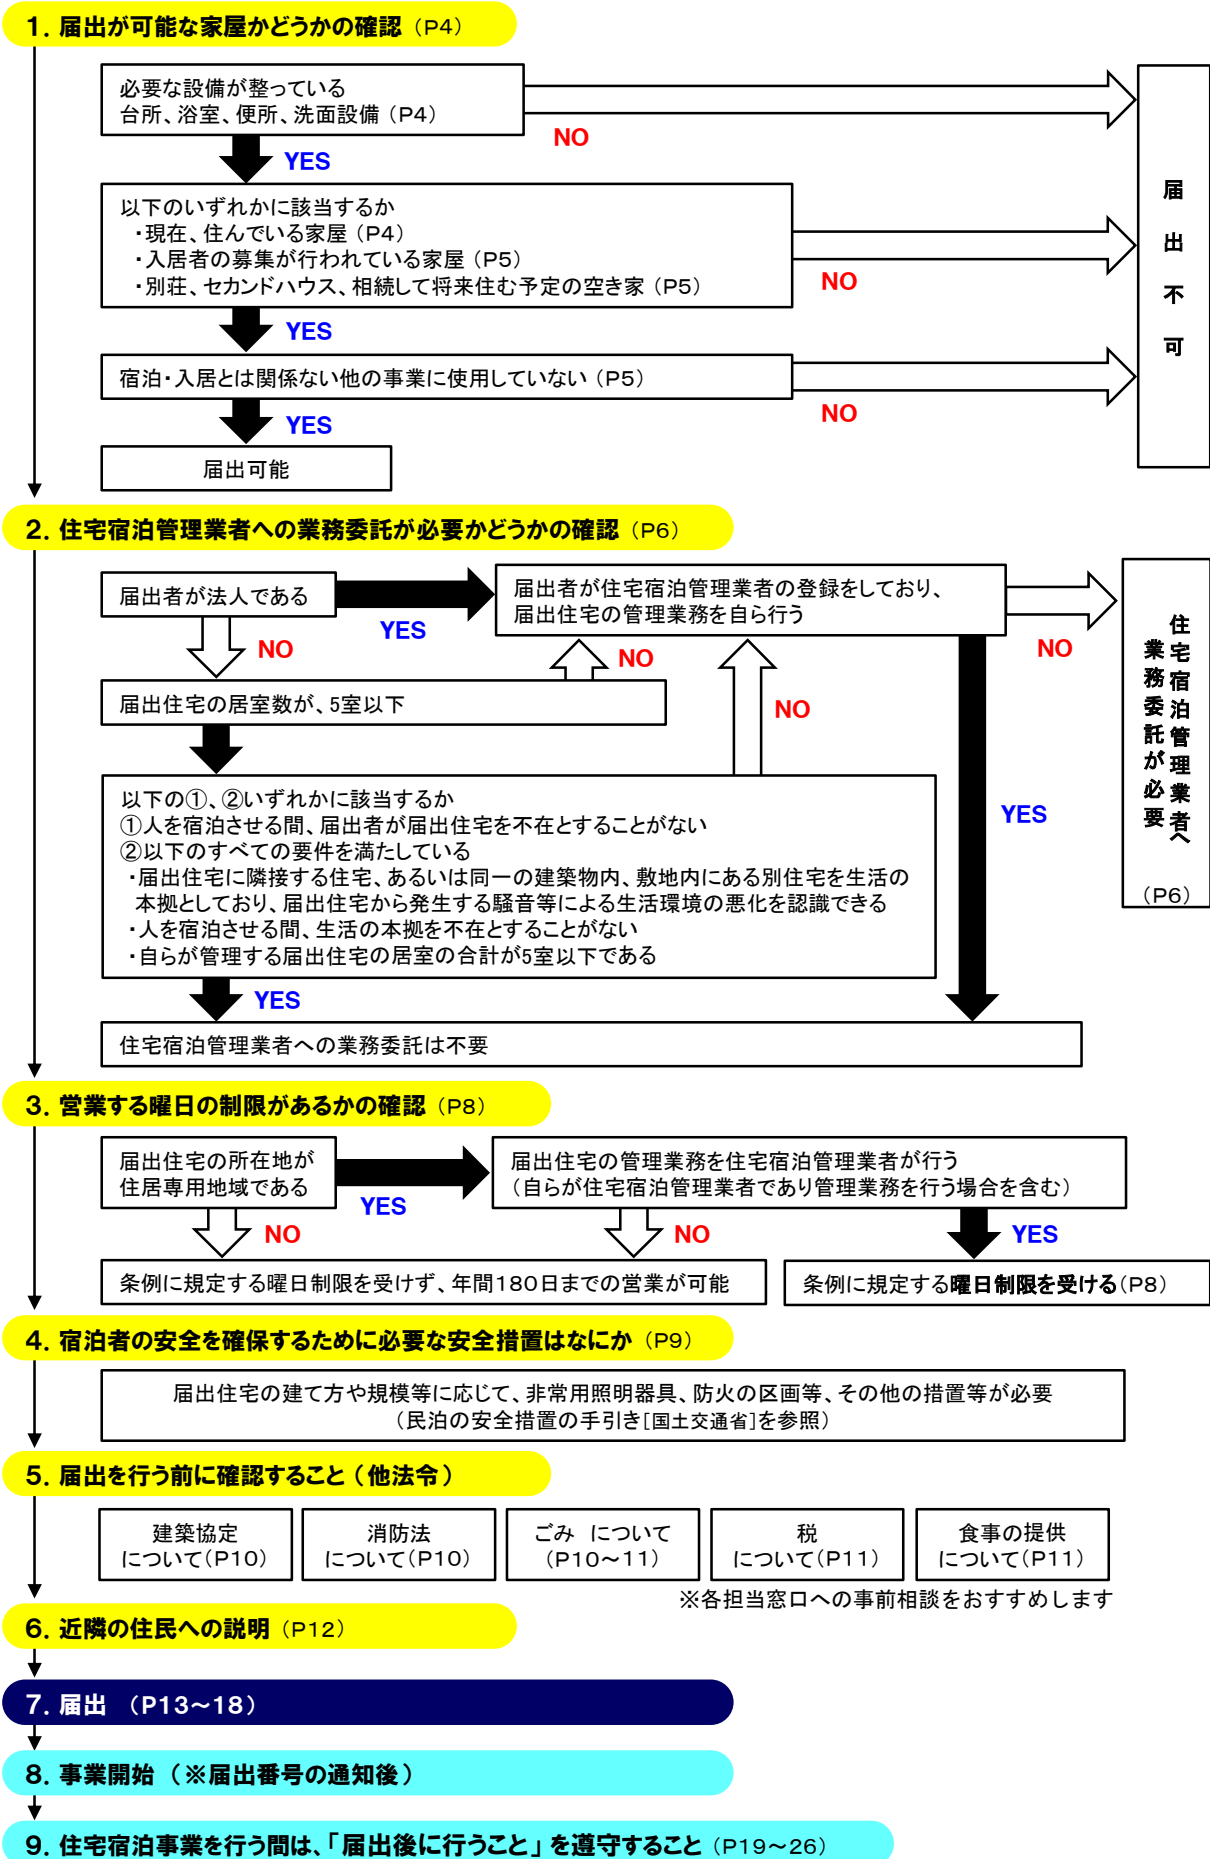 1. 届出が可能な家屋かどうかの確認（P4）
必要な設備が整っている
台所、浴室、便所、洗面設備（P4）
NO
YES
以下のいずれかに該当するか
・現在、住んでいる家屋（P4）
・入居者の募集が行われている家屋（P5）
・別荘、セカンドハウス、相続して将来住む予定の空き家（P5）
NO
YES
宿泊・入居とは関係ない他の事業に使用していない（P5）
NO
YES
届出可能
届出不可
2. 住宅宿泊管理業者への業務委託が必要かどうかの確認（P6）
届出者が法人である
YES
届出者が住宅宿泊管理業者の登録をしており、
届出住宅の管理業務を自ら行う
NO
NO
NO
届出住宅の居室数が、5室以下
NO
以下の①、②いずれかに該当するか
①人を宿泊させる間、届出者が届出住宅を不在とすることがない
②以下のすべての要件を満たしている
・届出住宅に隣接する住宅、あるいは同一の建築物内、敷地内にある別住宅を生活の
本拠としており、届出住宅から発生する騒音等による生活環境の悪化を認識できる
・人を宿泊させる間、生活の本拠を不在とすることがない
・自らが管理する届出住宅の居室の合計が5室以下である
YES
YES
住宅宿泊管理業者へ
業務委託が必要
（P6）
住宅宿泊管理業者への業務委託は不要
3. 営業する曜日の制限があるかの確認（P8）
届出住宅の所在地が
住居専用地域である
YES
届出住宅の管理業務を住宅宿泊管理業者が行う
（自らが住宅宿泊管理業者であり管理業務を行う場合を含む）
NO
NO
YES
条例に規定する曜日制限を受けず、年間180日までの営業が可能
条例に規定する曜日制限を受ける（P8）
4. 宿泊者の安全を確保するために必要な安全措置はなにか（P9）
届出住宅の建て方や規模等に応じて、非常用照明器具、防火の区画等、その他の措置等が必要
（民泊の安全措置の手引き[国土交通省]を参照）
5. 届出を行う前に確認すること（他法令）
建築協定
について（P10）
消防法
について（P10）
ごみ について
（P10～11）
税
について（P11）
食事の提供
について（P11）
※各担当窓口への事前相談をおすすめします
6. 近隣の住民への説明（P12）
7. 届出 （P13～18）
8. 事業開始（※届出番号の通知後）
9. 住宅宿泊事業を行う間は、「届出後に行うこと」を遵守すること（P19～26）